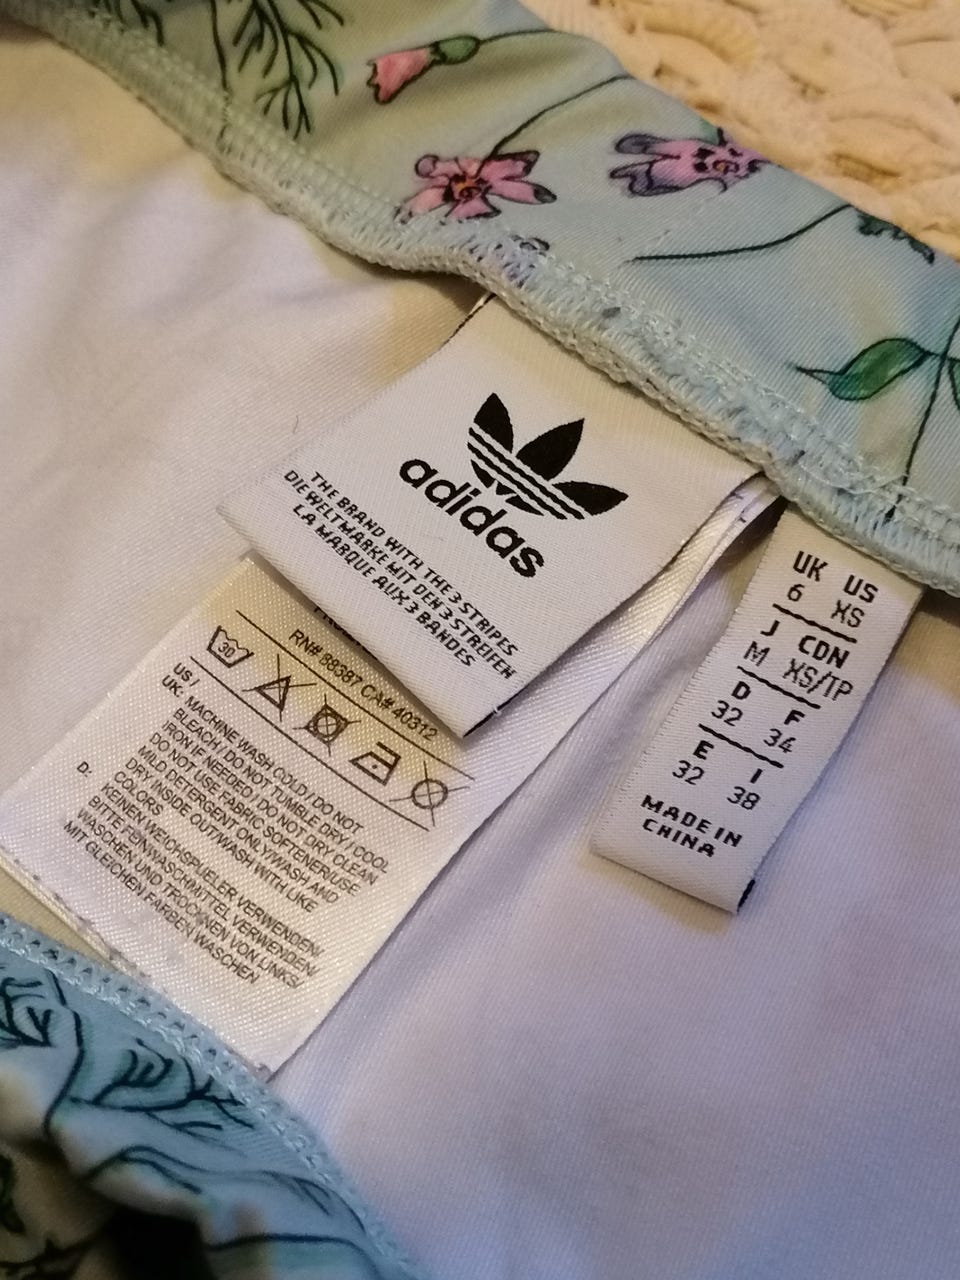 adidas
THE BRAND WITH THE 3 STRIPES
DIE WELTMARKE MIT DEN 3 STREIFEN
LA MARQUE AUX 3 BANDES
RN# 88387 CA# 40312
30
US /
UK: MACHINE WASH COLD / DO NOT
BLEACH / DO NOT TUMBLE DRY / COOL
IRON IF NEEDED / DO NOT DRY CLEAN
DO NOT USE FABRIC SOFTENER/USE
MILD DETERGENT ONLY/WASH AND
DRY INSIDE OUT/WASH WITH LIKE
COLORS
D: KEINEN WEICHSPUELER VERWENDEN/
BITTE FEINWASCHMITTEL VERWENDEN/
WASCHEN UND TROCKNEN VON LINKS/
MIT GLEICHEN FARBEN WASCHEN
UK US
6 XS
J CDN
M XS/TP
D F
32 34
E I
32 38
MADE IN
CHINA